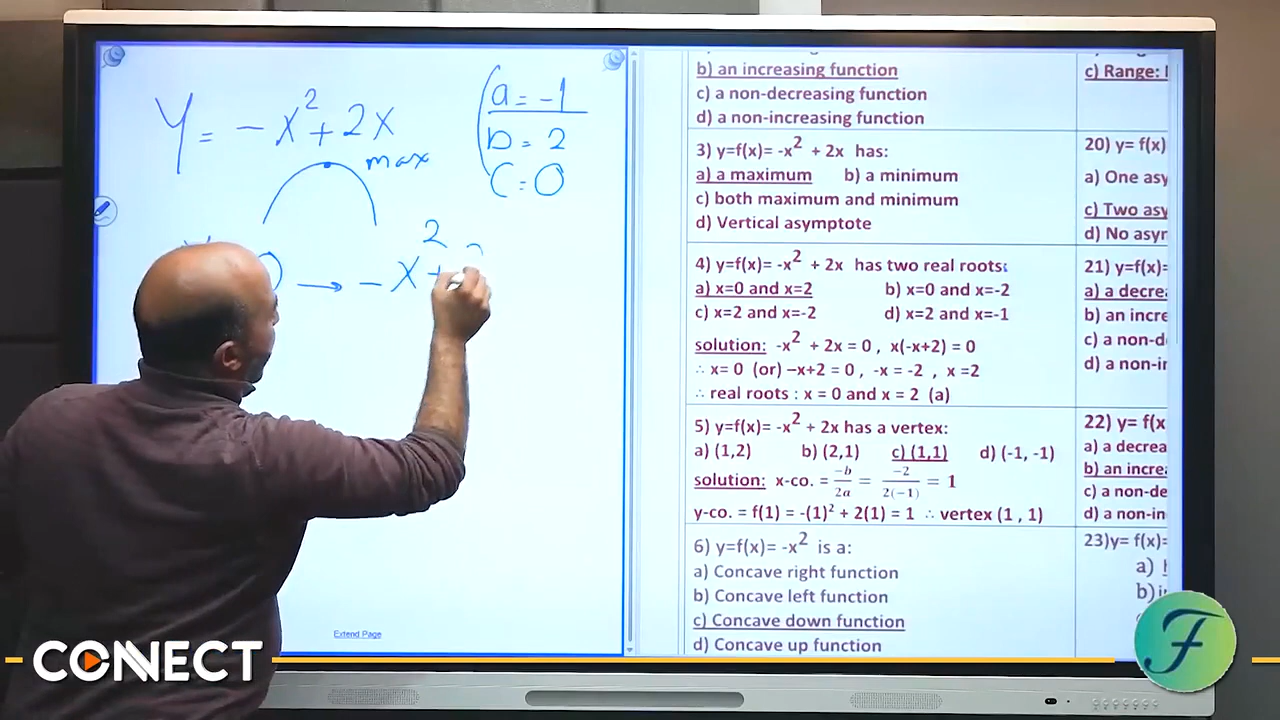 Y = -x² + 2x
max
a = -1
b = 2
C = 0
0 → -x² +
Extend Page
b) an increasing function
c) a non-decreasing function
d) a non-increasing function
3) y=f(x)= -x² + 2x has:
a) a maximum b) a minimum
c) both maximum and minimum
d) Vertical asymptote
4) y=f(x)= -x² + 2x has two real roots:
a) x=0 and x=2 b) x=0 and x=-2
c) x=2 and x=-2 d) x=2 and x=-1
solution: -x² + 2x = 0 , x(-x+2) = 0
∴ x= 0 (or) –x+2 = 0 , -x = -2 , x =2
∴ real roots : x = 0 and x = 2 (a)
5) y=f(x)= -x² + 2x has a vertex:
a) (1,2) b) (2,1) c) (1,1) d) (-1, -1)
solution: x-co. = -b/2a = -2/2(-1) = 1
y-co. = f(1) = -(1)² + 2(1) = 1 ∴ vertex (1 , 1)
6) y=f(x)= -x² is a:
a) Concave right function
b) Concave left function
c) Concave down function
d) Concave up function
c) Range:
20) y= f(x)
a) One asy
c) Two asy
d) No asyr
21) y=f(x)=
a) a decrea
b) an incre
c) a non-d
d) a non-i
22) y= f(x
a) a decrea
b) an increa
c) a non-de
d) a non-in
23)y= f(x)=
a)
b)
CONECT
F